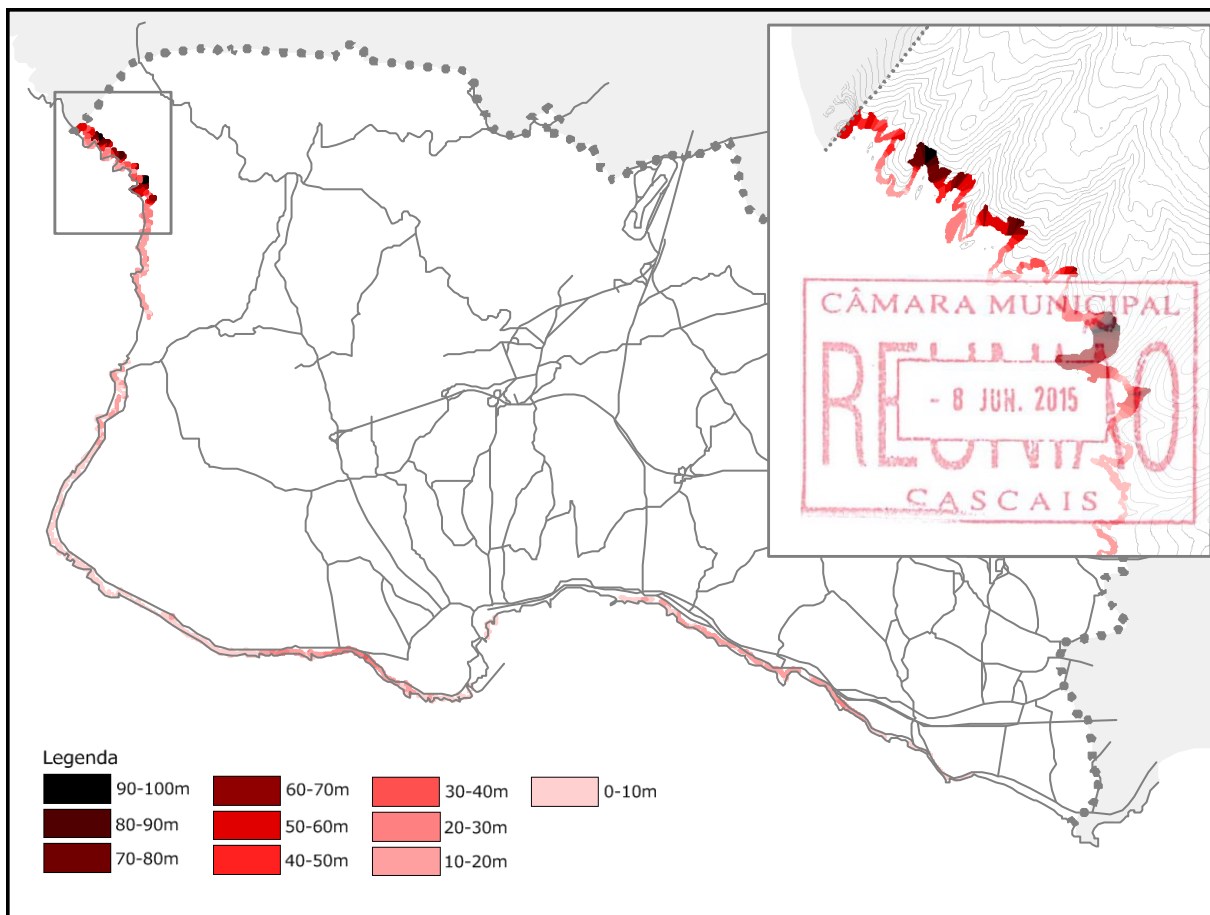 CÂMARA MUNICIPAL
REUNIÃO
- 8 JUN. 2015
CASCAIS
Legenda
90-100m
80-90m
70-80m
60-70m
50-60m
40-50m
30-40m
20-30m
10-20m
0-10m